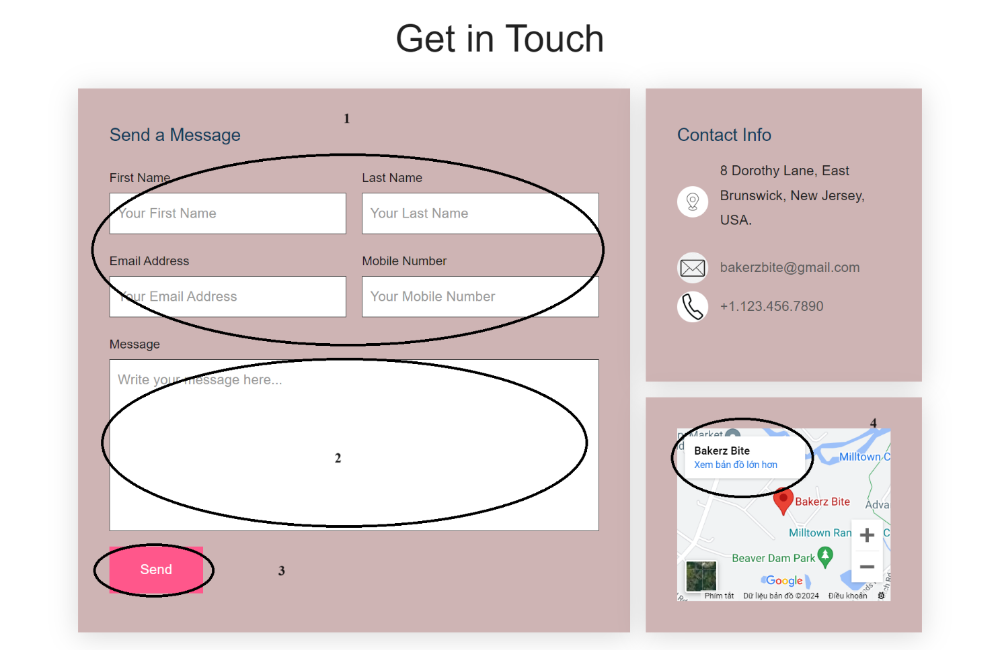 Get in Touch
1
Send a Message
First Name
Last Name
Your First Name
Your Last Name
Email Address
Mobile Number
Your Email Address
Your Mobile Number
Message
Write your message here...
2
Send
3
Contact Info
8 Dorothy Lane, East
Brunswick, New Jersey,
USA.
bakerzbite@gmail.com
+1.123.456.7890
4
Market
Bakerz Bite
Xem bản đồ lớn hơn
Milltown C
Bakerz Bite
Adva
Milltown Ran
C
Beaver Dam Park
Google
Phím tắt
Dữ liệu bản đồ ©2024
Điều khoản